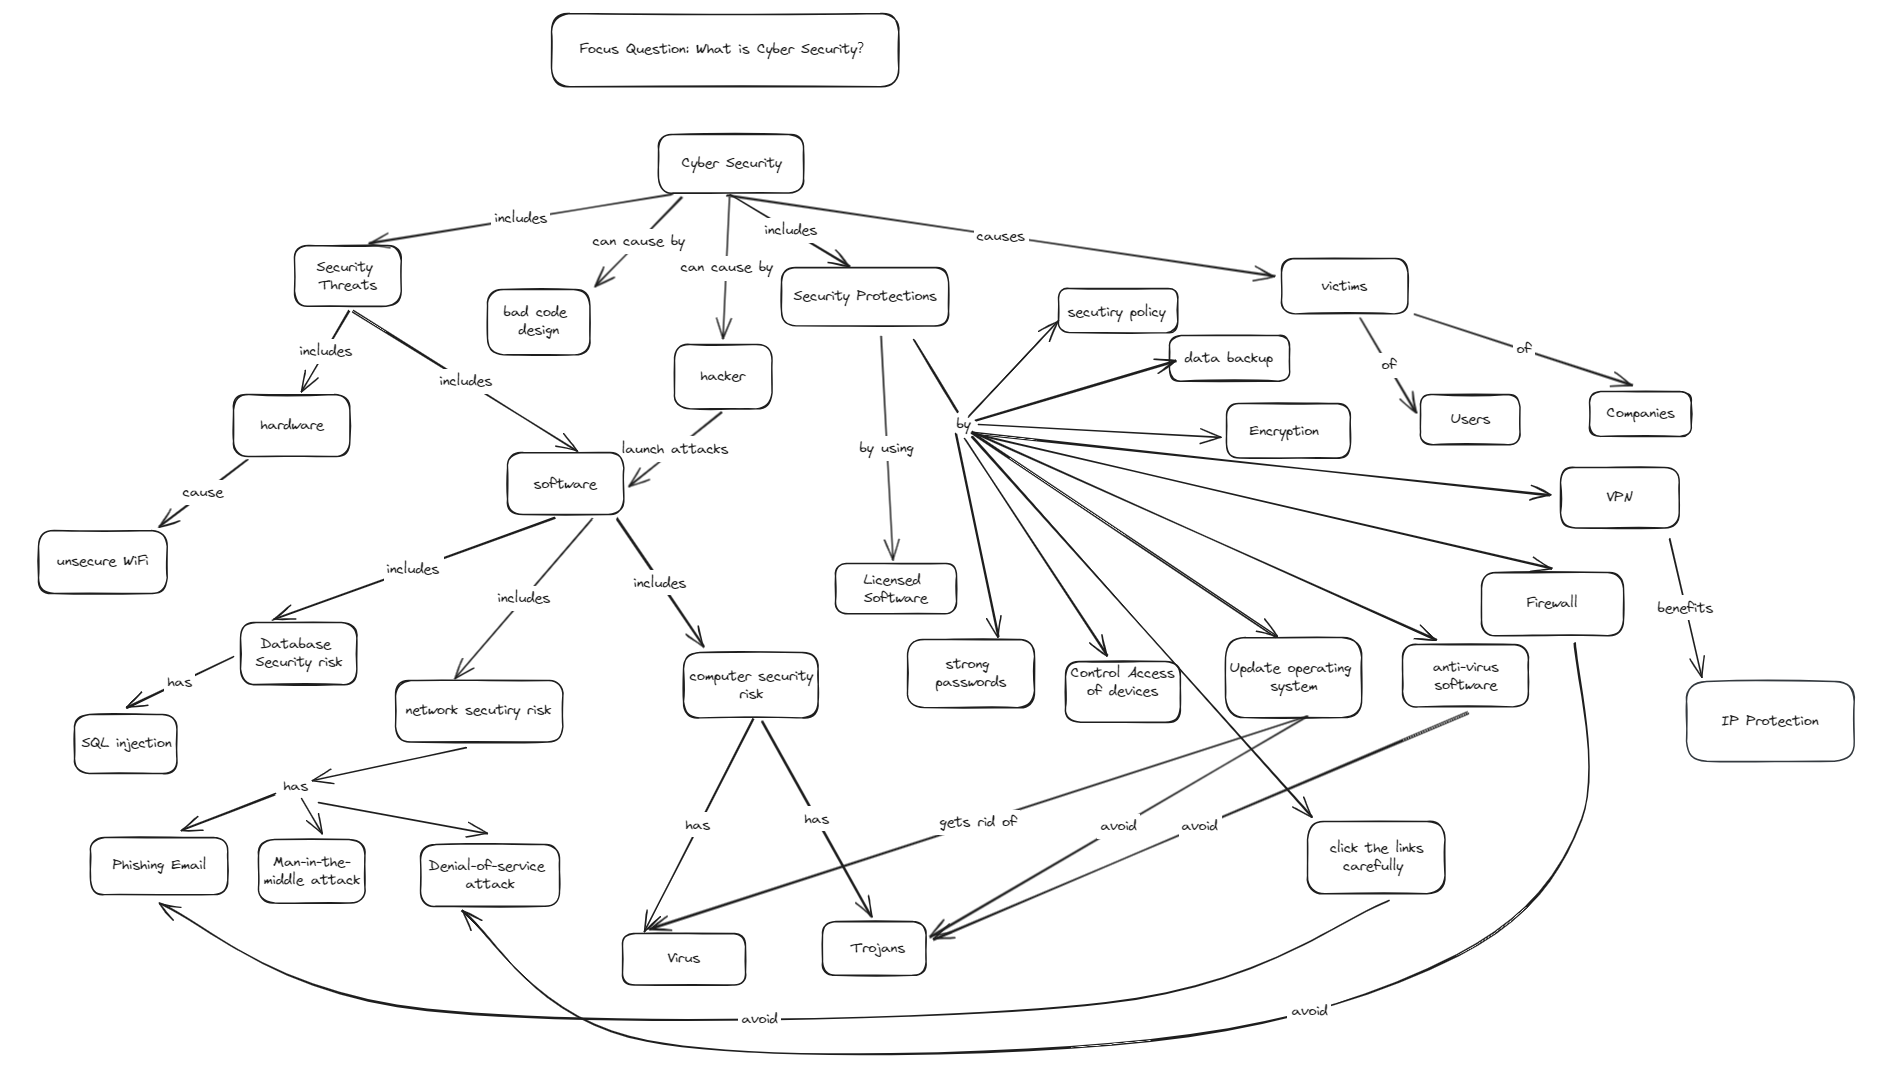 Focus Question: What is Cyber Security?
Cyber Security
includes
can cause by
can cause by
includes
causes
Security
Threats
bad code
design
hacker
Security Protections
victims
secutiry policy
data backup
includes
includes
of
of
hardware
launch attacks
by using
by
Encryption
Users
Companies
cause
software
VPN
unsecure WiFi
includes
includes
includes
Licensed
Software
Firewall
benefits
Database
Security risk
has
SQL injection
network secutiry risk
computer security
risk
strong
passwords
Control Access
of devices
Update operating
system
anti-virus
software
IP Protection
has
has
has
gets rid of
avoid
avoid
Phishing Email
Man-in-the-
middle attack
Denial-of-service
attack
click the links
carefully
Virus
Trojans
avoid
avoid